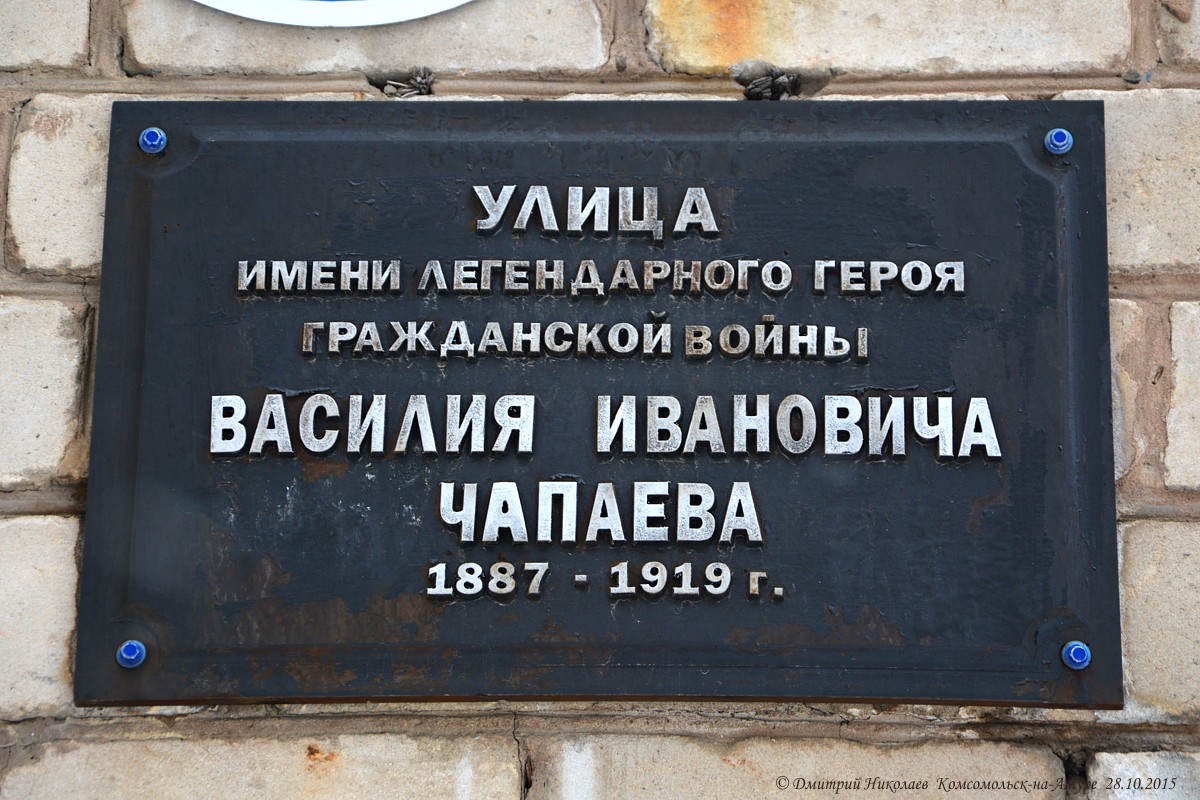 УЛИЦА
ИМЕНИ ЛЕГЕНДАРНОГО ГЕРОЯ
ГРАЖДАНСКОЙ ВОЙНЫ
ВАСИЛИЯ ИВАНОВИЧА
ЧАПАЕВА
1887 - 1919 г.
© Дмитрий Николаев Комсомольск-на-Амуре 28.10.2015